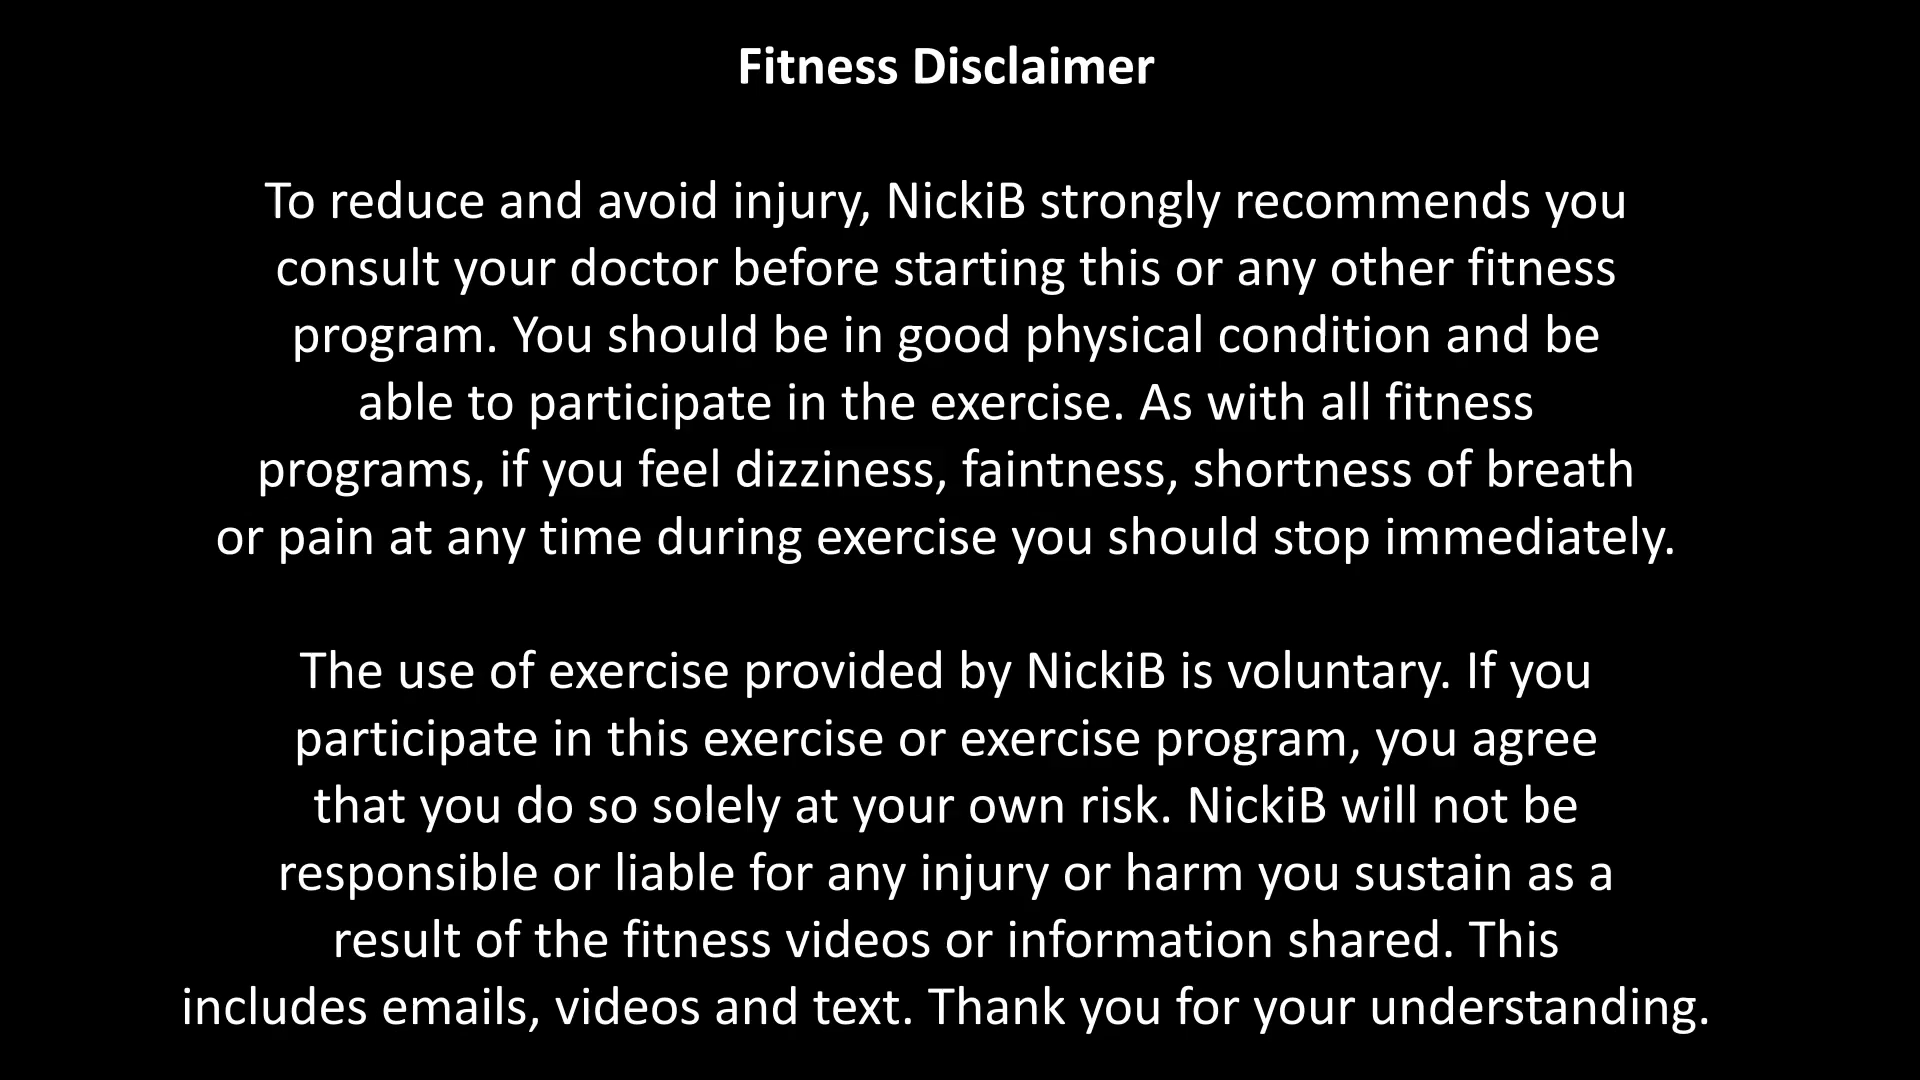 Fitness Disclaimer
To reduce and avoid injury, NickiB strongly recommends you
consult your doctor before starting this or any other fitness
program. You should be in good physical condition and be
able to participate in the exercise. As with all fitness
programs, if you feel dizziness, faintness, shortness of breath
or pain at any time during exercise you should stop immediately.
The use of exercise provided by NickiB is voluntary. If you
participate in this exercise or exercise program, you agree
that you do so solely at your own risk. NickiB will not be
responsible or liable for any injury or harm you sustain as a
result of the fitness videos or information shared. This
includes emails, videos and text. Thank you for your understanding.